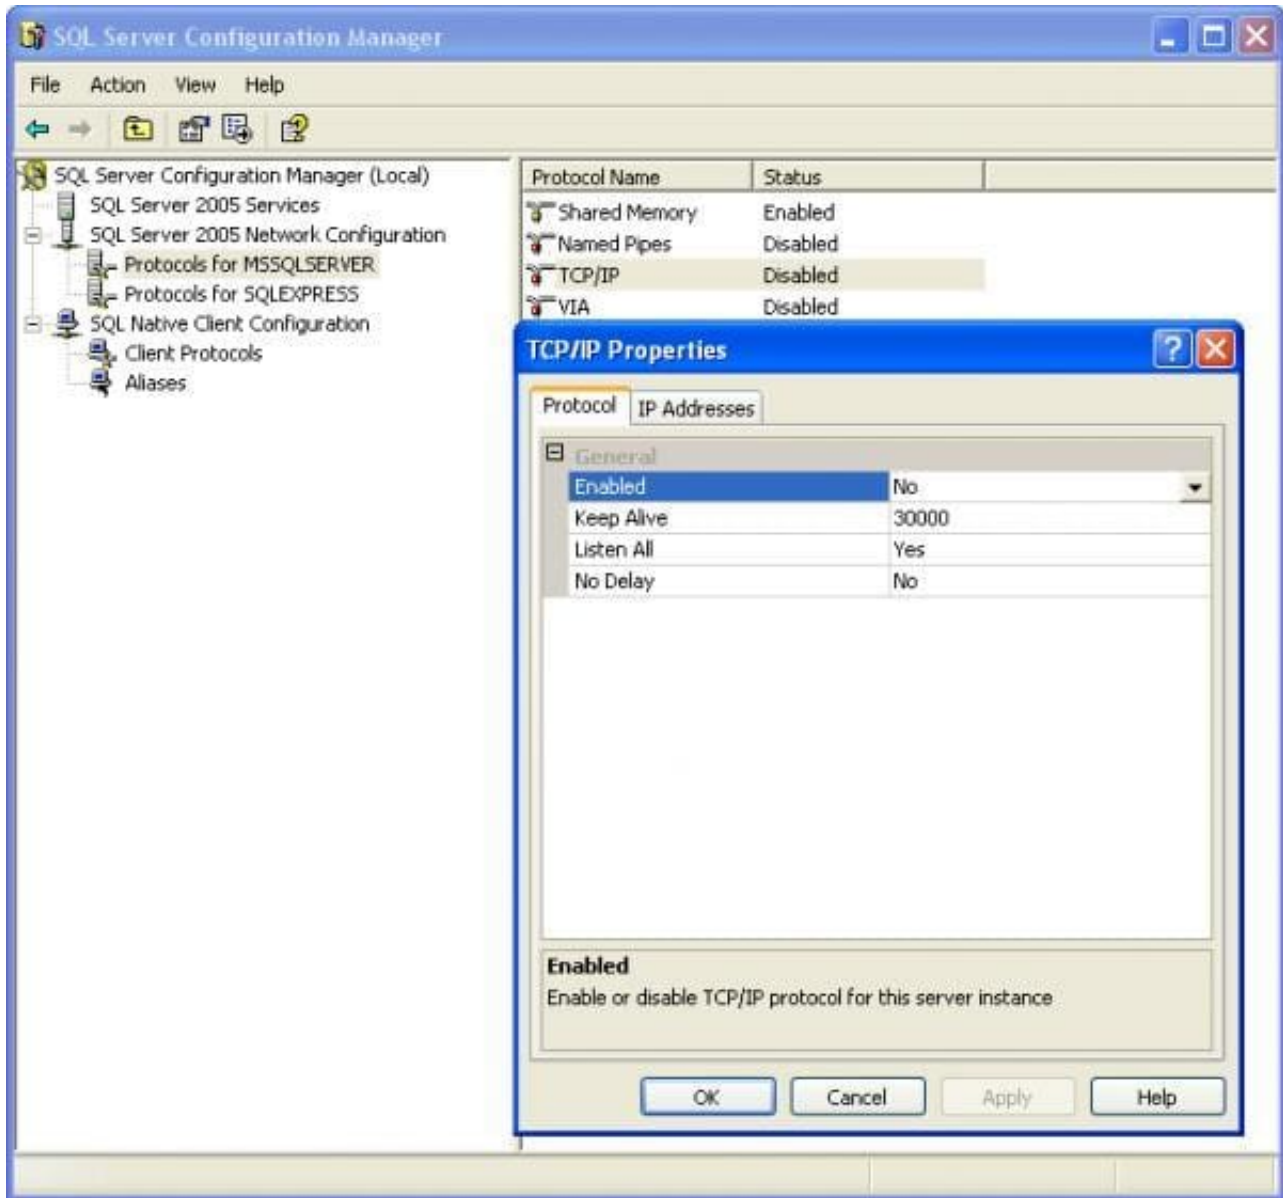 SQL Server Configuration Manager
File Action View Help
SQL Server Configuration Manager (Local)
SQL Server 2005 Services
SQL Server 2005 Network Configuration
Protocols for MSSQLSERVER
Protocols for SQLEXPRESS
SQL Native Client Configuration
Client Protocols
Aliases
Protocol Name Status
Shared Memory Enabled
Named Pipes Disabled
TCP/IP Disabled
VIA Disabled
TCP/IP Properties
Protocol IP Addresses
General
Enabled No
Keep Alive 30000
Listen All Yes
No Delay No
Enabled
Enable or disable TCP/IP protocol for this server instance
OK Cancel Apply Help